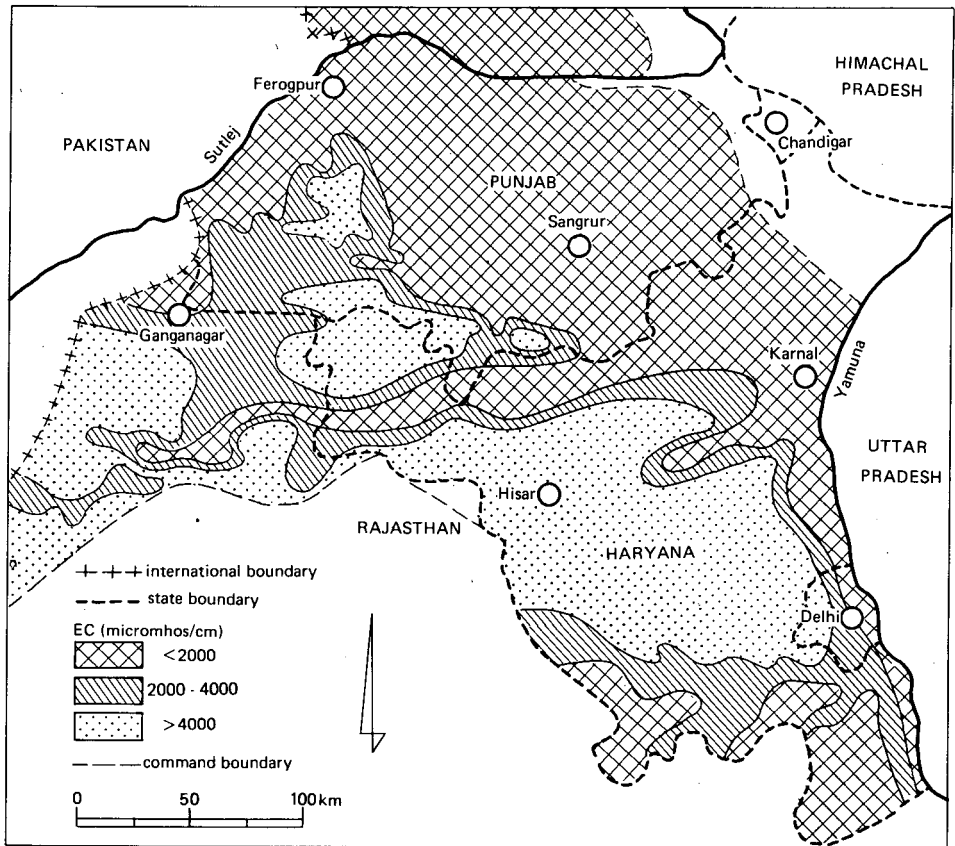 HIMACHAL
PRADESH
Ferogpur
PAKISTAN
Sutlej
Chandigar
PUNJAB
Sangrur
Ganganagar
Karnal
Yamuna
UTTAR
PRADESH
Hisar
RAJASTHAN
HARYANA
Delhi
international boundary
state boundary
EC (micromhos/cm)
<2000
2000 - 4000
>4000
command boundary
0 50 100 km